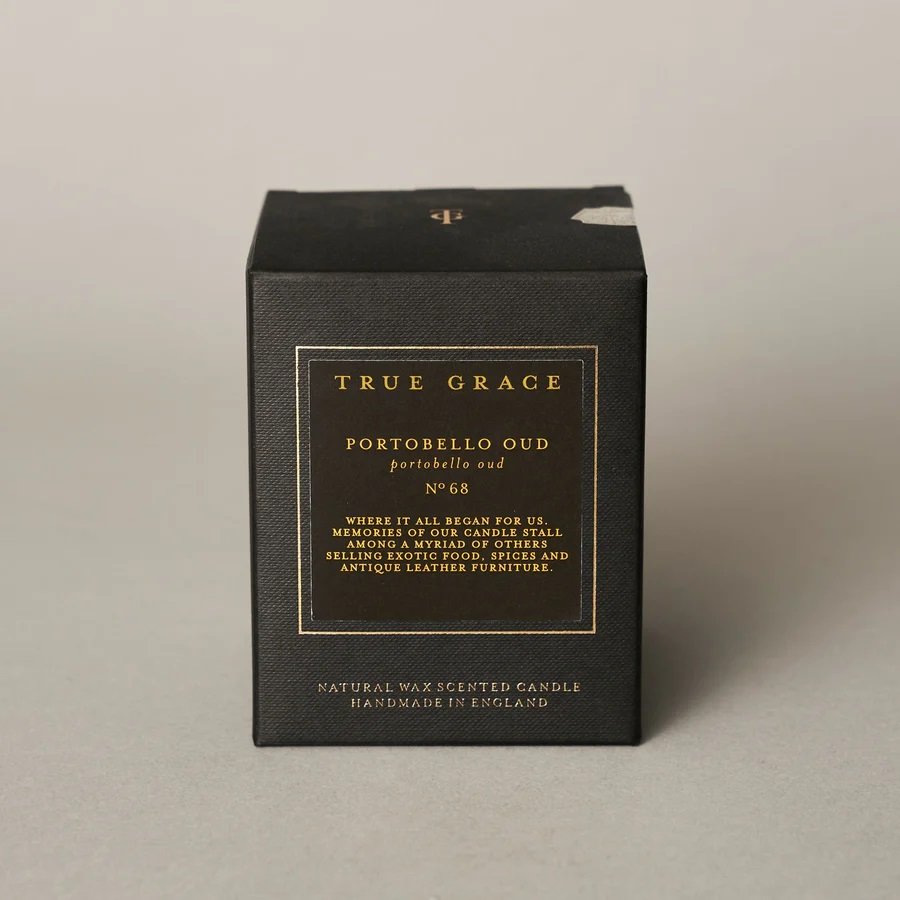 TG
TRUE GRACE
PORTOBELLO OUD
portobello oud
Nº 68
WHERE IT ALL BEGAN FOR US.
MEMORIES OF OUR CANDLE STALL
AMONG A MYRIAD OF OTHERS
SELLING EXOTIC FOOD, SPICES AND
ANTIQUE LEATHER FURNITURE.
NATURAL WAX SCENTED CANDLE
HANDMADE IN ENGLAND